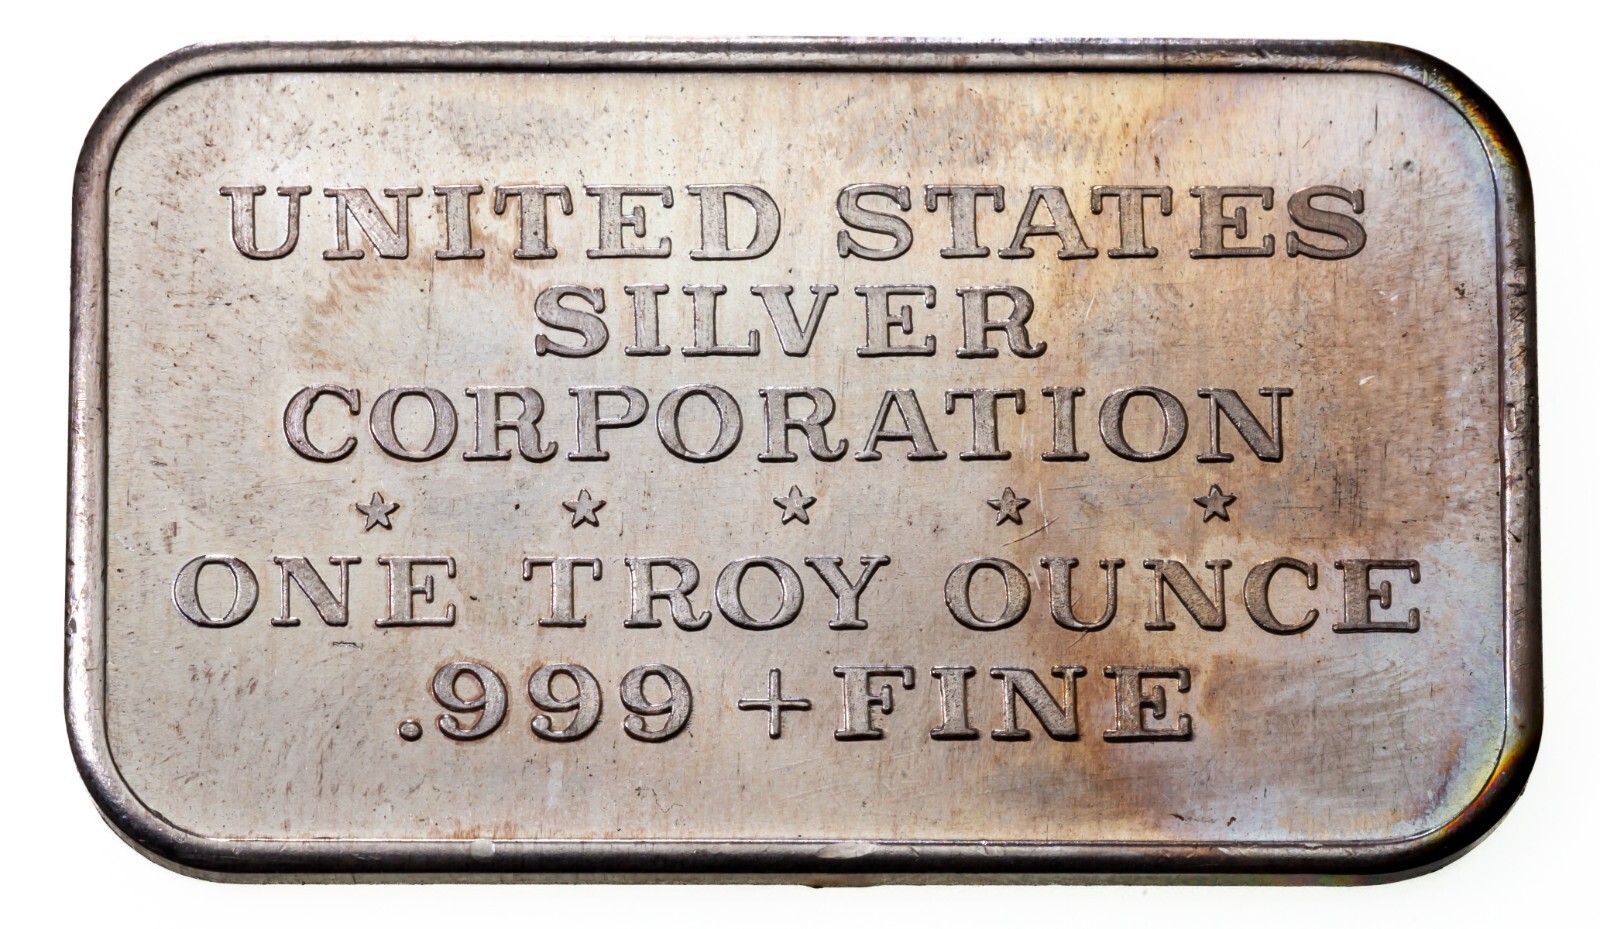 UNITED STATES
SILVER
CORPORATION
ONE TROY OUNCE
.999 + FINE